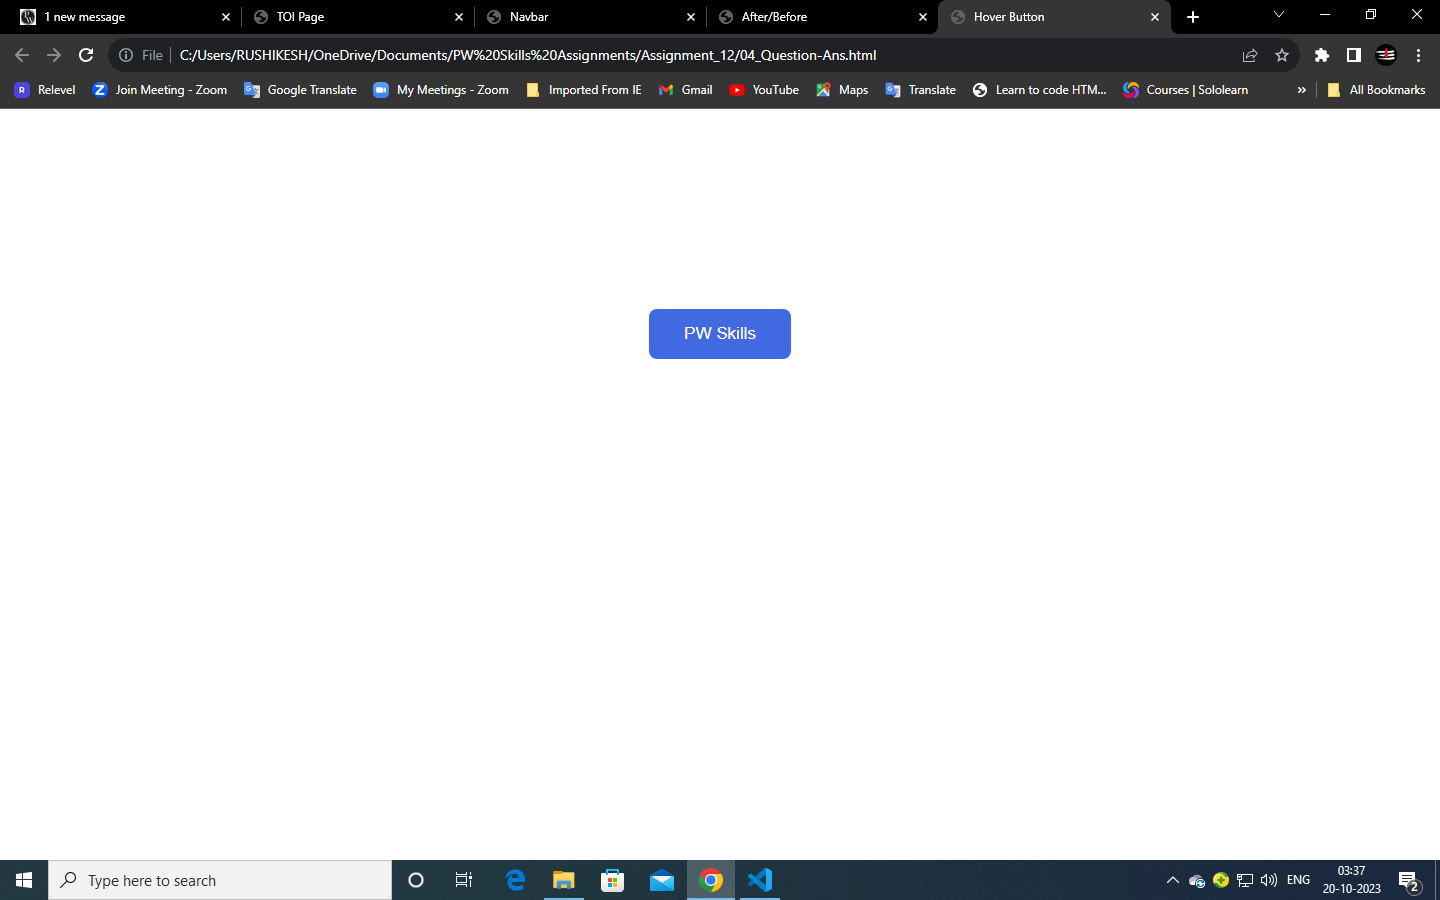 1 new message
TOI Page
Navbar
After/Before
Hover Button
File
C:/Users/RUSHIKESH/OneDrive/Documents/PW%20Skills%20Assignments/Assignment_12/04_Question-Ans.html
R Relevel
Z Join Meeting - Zoom
Google Translate
My Meetings - Zoom
Imported From IE
Gmail
YouTube
Maps
Translate
Learn to code HTM...
Courses | Sololearn
»
All Bookmarks
PW Skills
Type here to search
ENG
03:37
20-10-2023
2